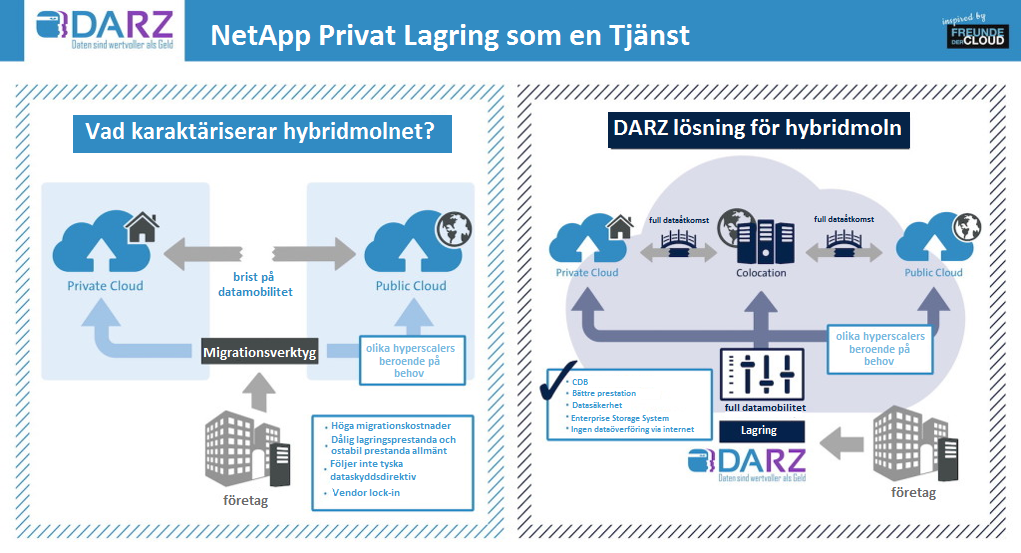 DARZ
Daten sind wertvoller als Geld
NetApp Privat Lagring som en Tjänst
inspired by
FREUNDE
DER CLOUD
Vad karaktäriserar hybridmolnet?
Private Cloud
brist på
datamobilitet
Public Cloud
Migrationsverktyg
olika hyperscalers
beroende på
behov
företag
• Höga migrationskostnader
• Dålig lagringsprestanda och
ostabil prestanda allmänt
• Följer inte tyska
dataskyddsdirektiv
• Vendor lock-in
DARZ lösning för hybridmoln
full dataåtkomst
full dataåtkomst
Private Cloud
Colocation
Public Cloud
olika hyperscalers
beroende på
behov
• CDB
• Bättre prestation
• Datasäkerhet
• Enterprise Storage System
• Ingen dataöverföring via internet
full datamobilitet
Lagring
DARZ
Daten sind wertvoller als Geld
företag